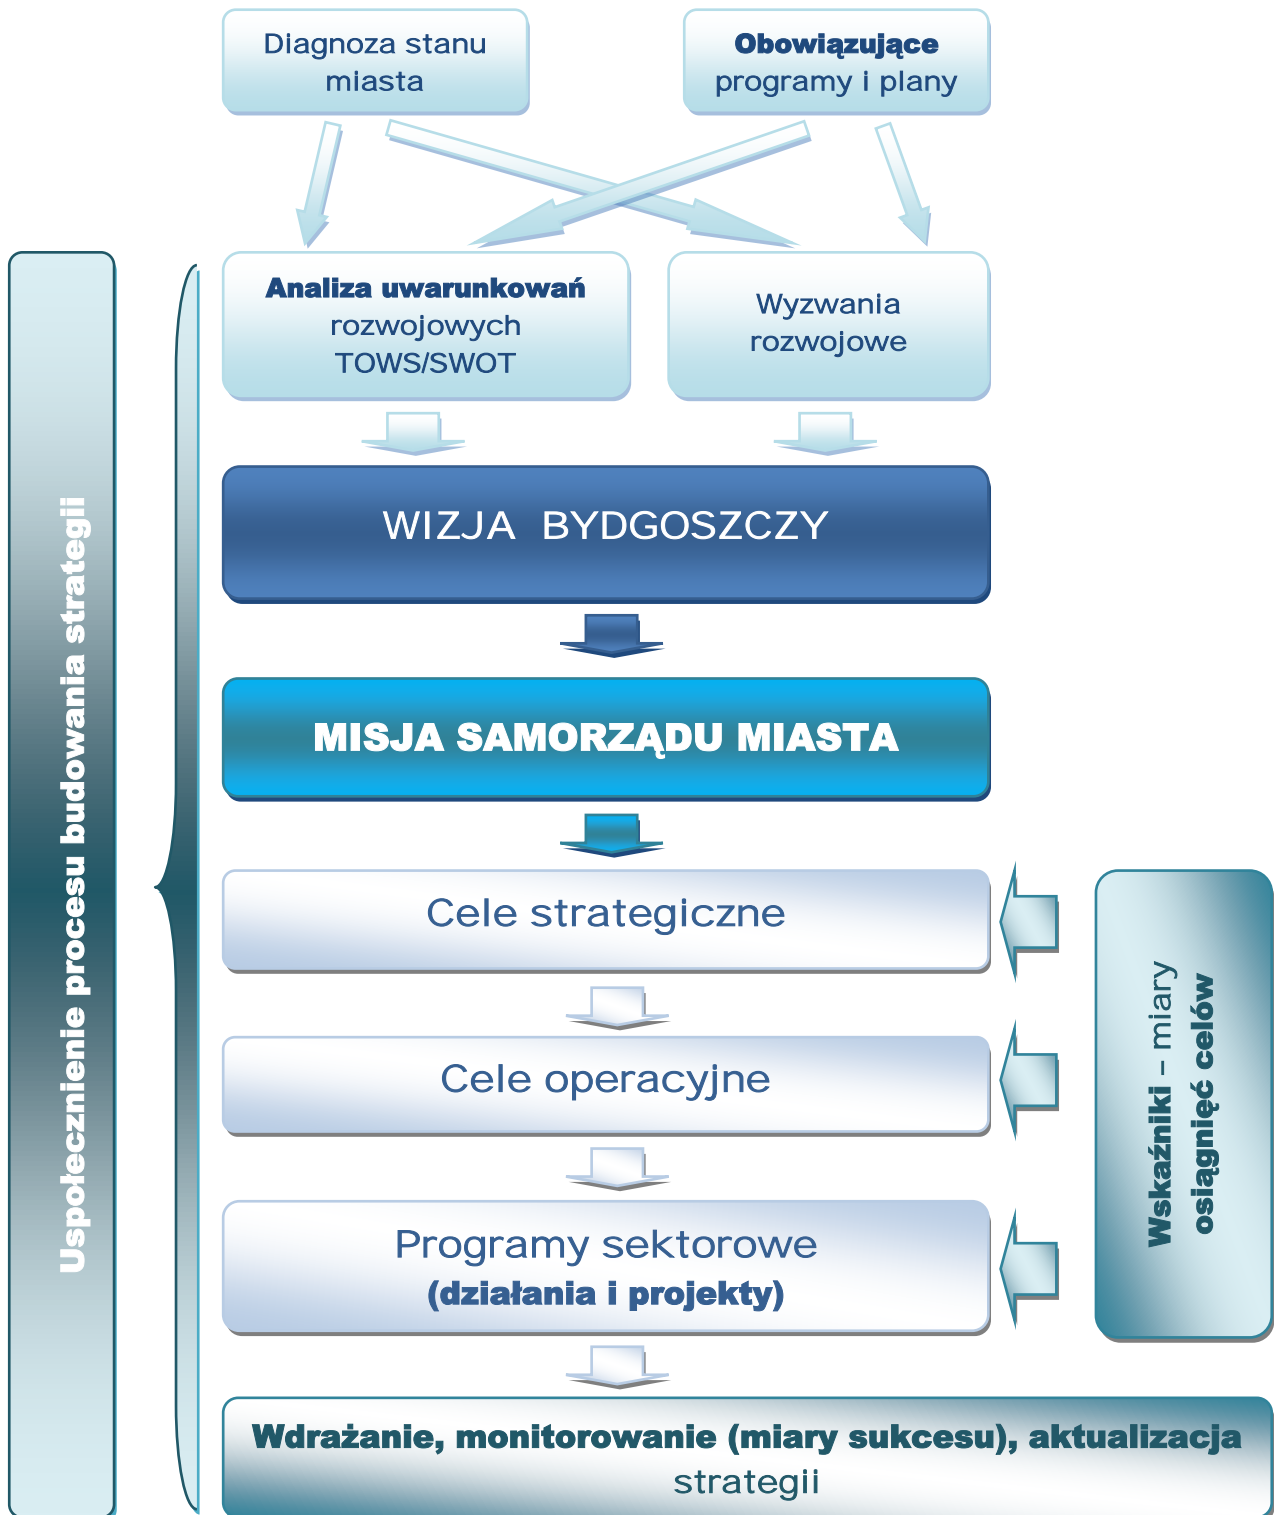 Diagnoza stanu
miasta
Obowiązujące
programy i plany
Analiza uwarunkowań
rozwojowych
TOWS/SWOT
Wyzwania
rozwojowe
WIZJA BYDGOSZCZY
MISJA SAMORZĄDU MIASTA
Cele strategiczne
Cele operacyjne
Programy sektorowe
(działania i projekty)
Wdrażanie, monitorowanie (miary sukcesu), aktualizacja
strategii
Uspołecznienie procesu budowania strategii
Wskaźniki – miary
osiągnięć celów